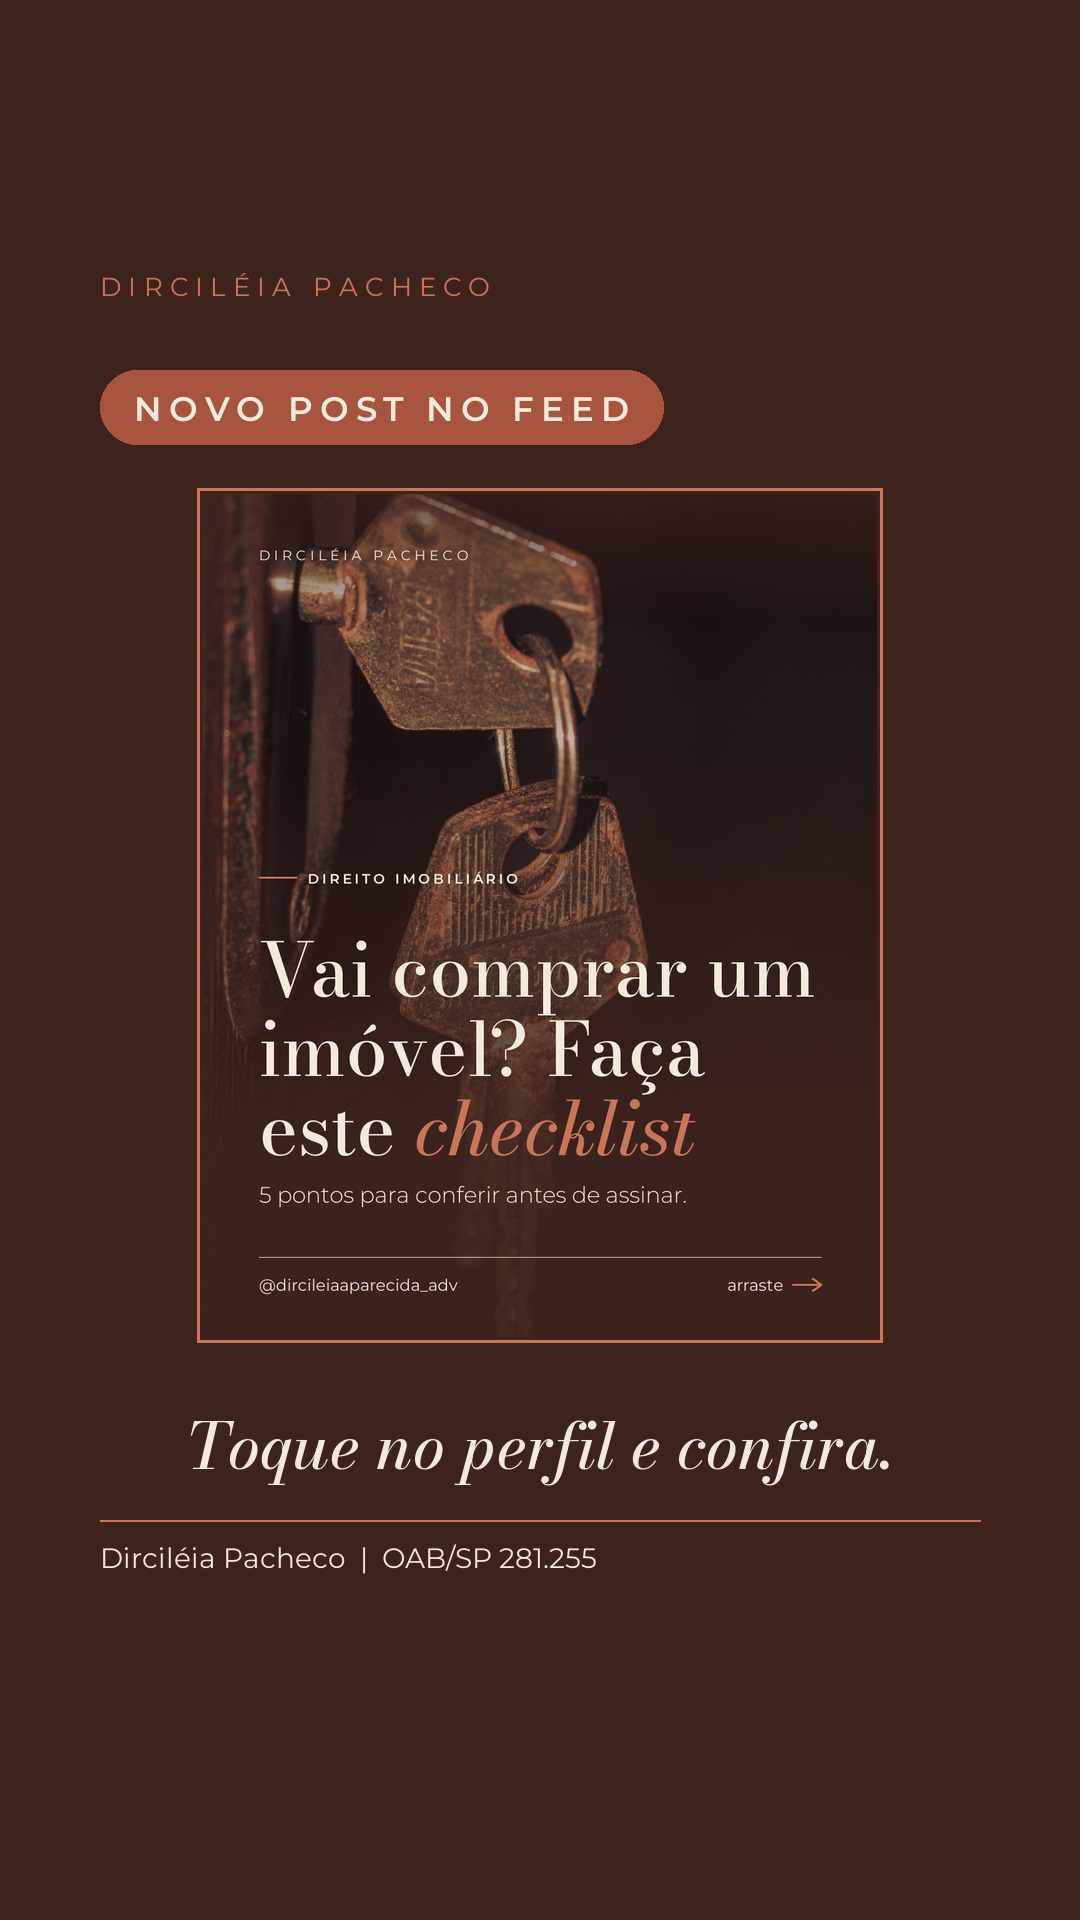 DIRCILÉIA PACHECO
NOVO POST NO FEED
DIRCILÉIA PACHECO
DIREITO IMOBILIÁRIO
Vai comprar um
imóvel? Faça
este checklist
5 pontos para conferir antes de assinar.
@dircileiaaparecida_adv
arraste
Toque no perfil e confira.
Dirciléia Pacheco | OAB/SP 281.255